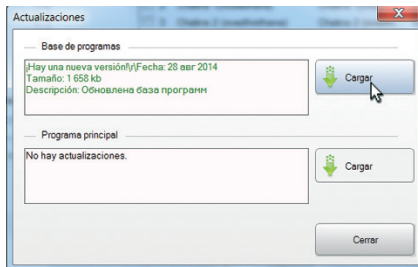 Actualizaciones
Base de programas
¡Hay una nueva versión!\r\Fecha: 28 авг 2014
Tamaño: 1 658 kb
Descripción: Обновлена база программ
Cargar
Programa principal
No hay actualizaciones.
Cargar
Cerrar